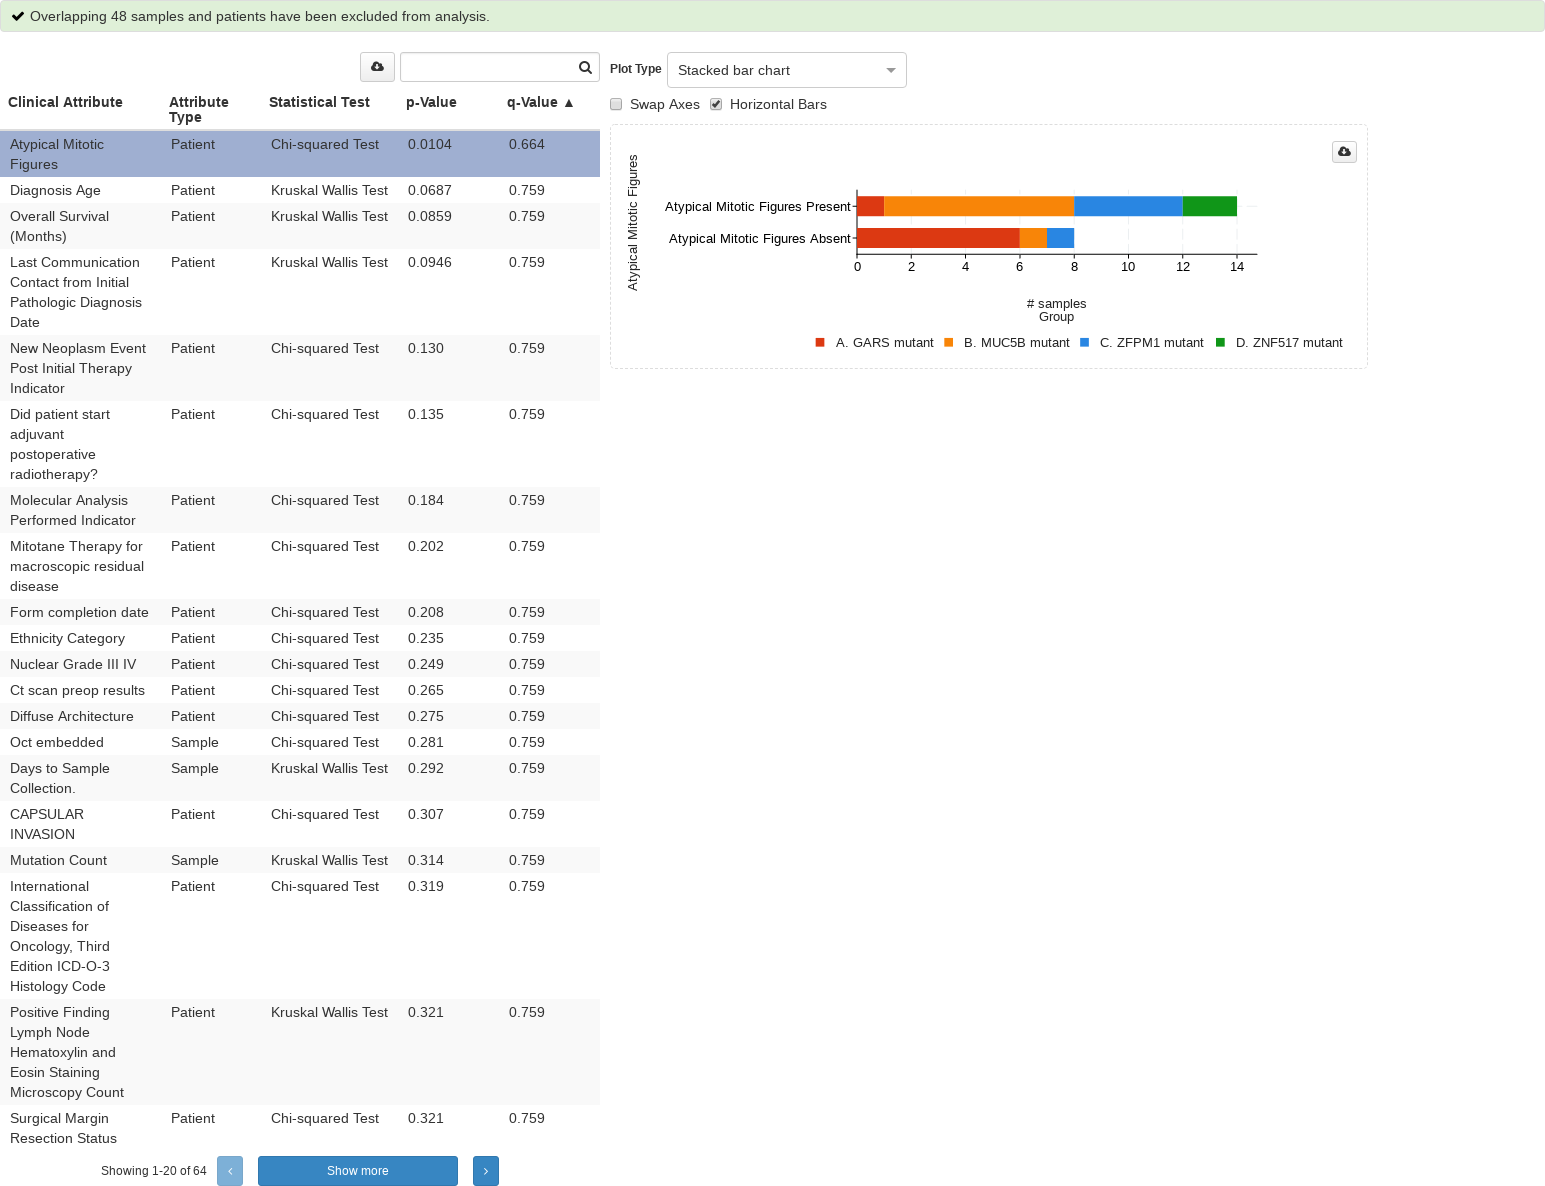 Overlapping 48 samples and patients have been excluded from analysis.
Plot Type Stacked bar chart
Swap Axes Horizontal Bars
Clinical Attribute Attribute Type Statistical Test p-Value q-Value ▲
Atypical Mitotic Figures Patient Chi-squared Test 0.0104 0.664
Diagnosis Age Patient Kruskal Wallis Test 0.0687 0.759
Overall Survival (Months) Patient Kruskal Wallis Test 0.0859 0.759
Last Communication Contact from Initial Pathologic Diagnosis Date Patient Kruskal Wallis Test 0.0946 0.759
New Neoplasm Event Post Initial Therapy Indicator Patient Chi-squared Test 0.130 0.759
Did patient start adjuvant postoperative radiotherapy? Patient Chi-squared Test 0.135 0.759
Molecular Analysis Performed Indicator Patient Chi-squared Test 0.184 0.759
Mitotane Therapy for macroscopic residual disease Patient Chi-squared Test 0.202 0.759
Form completion date Patient Chi-squared Test 0.208 0.759
Ethnicity Category Patient Chi-squared Test 0.235 0.759
Nuclear Grade III IV Patient Chi-squared Test 0.249 0.759
Ct scan preop results Patient Chi-squared Test 0.265 0.759
Diffuse Architecture Patient Chi-squared Test 0.275 0.759
Oct embedded Sample Chi-squared Test 0.281 0.759
Days to Sample Collection. Sample Kruskal Wallis Test 0.292 0.759
CAPSULAR INVASION Patient Chi-squared Test 0.307 0.759
Mutation Count Sample Kruskal Wallis Test 0.314 0.759
International Classification of Diseases for Oncology, Third Edition ICD-O-3 Histology Code Patient Chi-squared Test 0.319 0.759
Positive Finding Lymph Node Hematoxylin and Eosin Staining Microscopy Count Patient Kruskal Wallis Test 0.321 0.759
Surgical Margin Resection Status Patient Chi-squared Test 0.321 0.759
Showing 1-20 of 64 ‹ Show more ›
Atypical Mitotic Figures
Atypical Mitotic Figures Present
Atypical Mitotic Figures Absent
0 2 4 6 8 10 12 14
# samples
Group
A. GARS mutant B. MUC5B mutant C. ZFPM1 mutant D. ZNF517 mutant